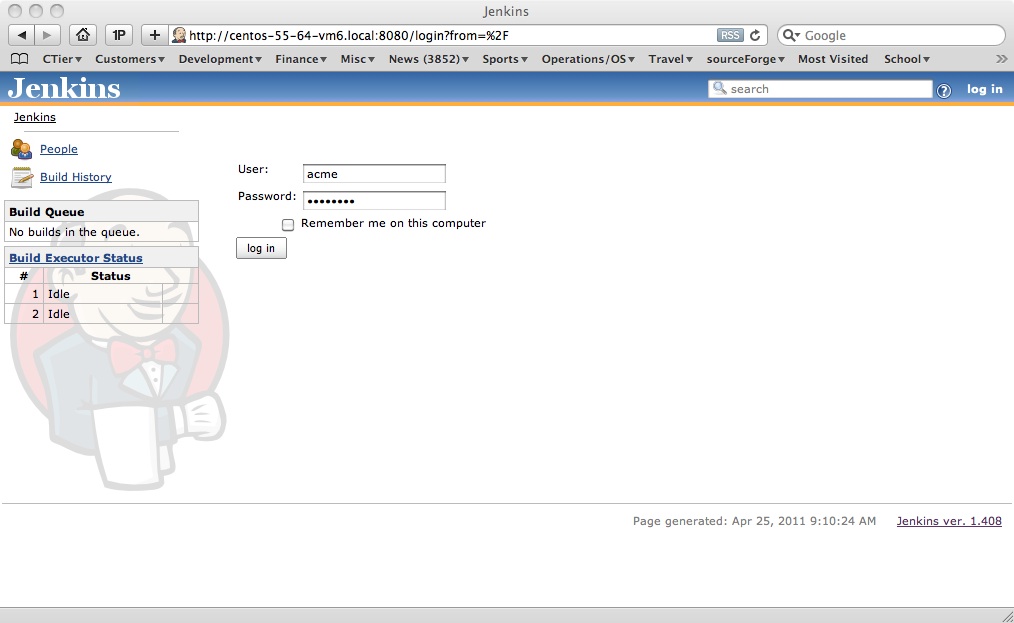 Jenkins
1P
http://centos-55-64-vm6.local:8080/login?from=%2F
RSS
Google
CTier Customers Development Finance Misc News (3852) Sports Operations/OS Travel sourceForge Most Visited School
Jenkins
search
?
log in
Jenkins
People
Build History
Build Queue
No builds in the queue.
Build Executor Status
# Status
1 Idle
2 Idle
User: acme
Password: ••••••••
Remember me on this computer
log in
Page generated: Apr 25, 2011 9:10:24 AM Jenkins ver. 1.408